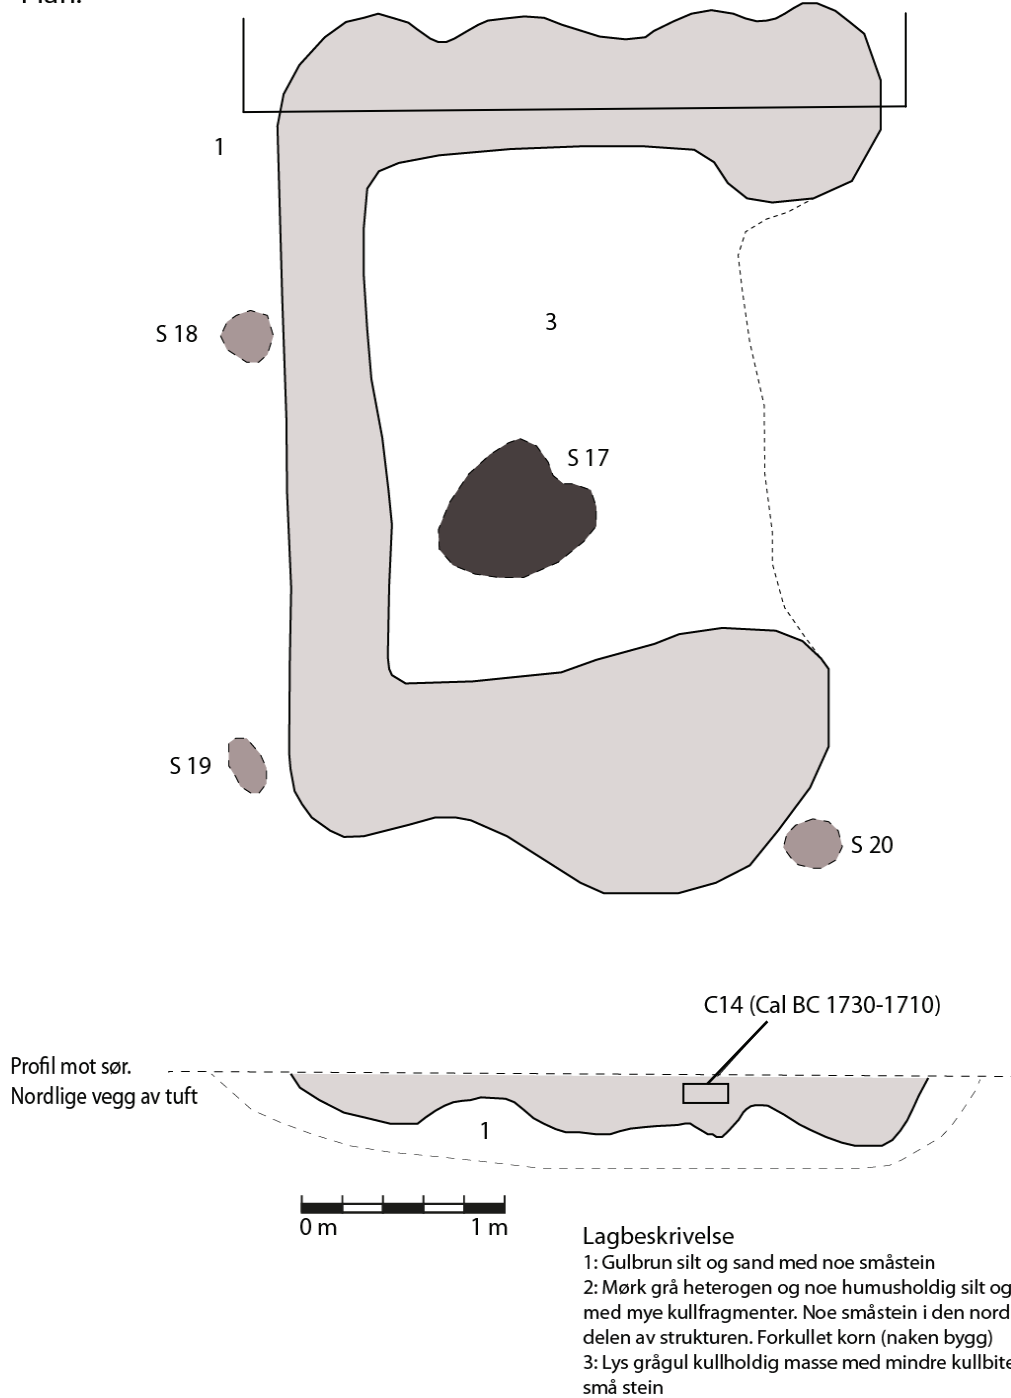 Plan:
1
S 18
3
S 17
S 19
S 20
C14 (Cal BC 1730-1710)
Profil mot sør.
Nordlige vegg av tuft
1
0 m 1 m
Lagbeskrivelse
1: Gulbrun silt og sand med noe småstein
2: Mørk grå heterogen og noe humusholdig silt og
med mye kullfragmenter. Noe småstein i den nord
delen av strukturen. Forkullet korn (naken bygg)
3: Lys grågul kullholdig masse med mindre kullbite
små stein